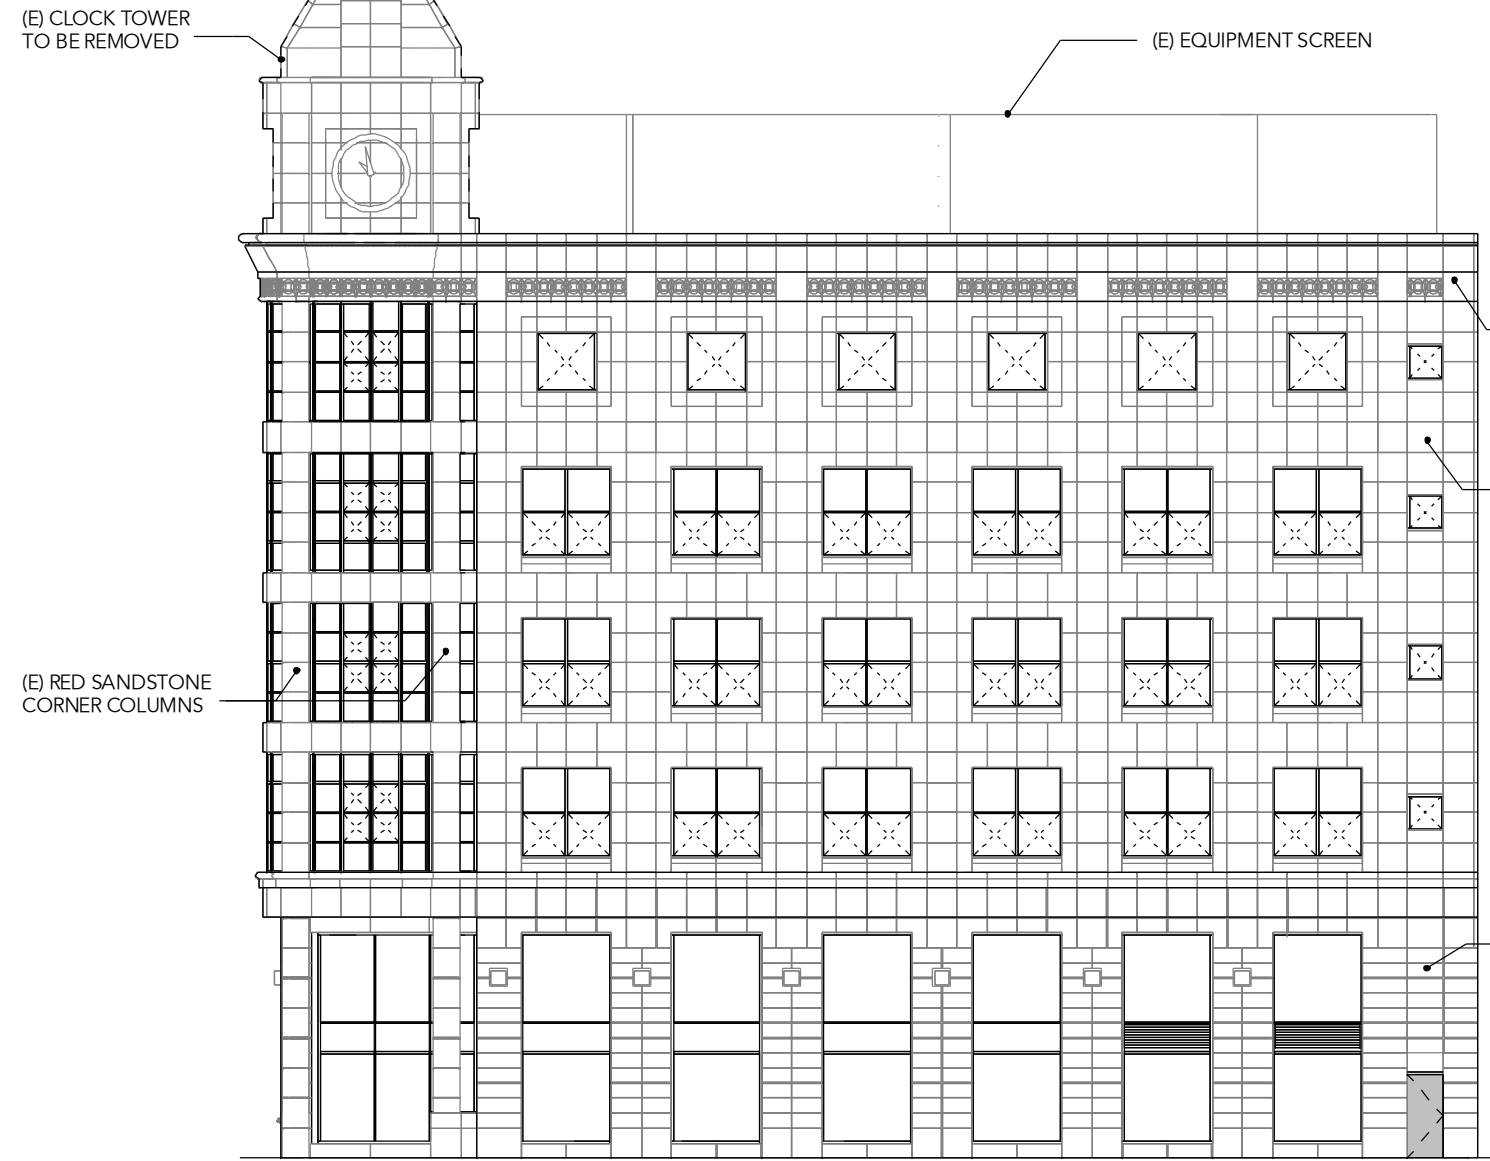 (E) CLOCK TOWER
TO BE REMOVED
(E) EQUIPMENT SCREEN
(E) RED SANDSTONE
CORNER COLUMNS